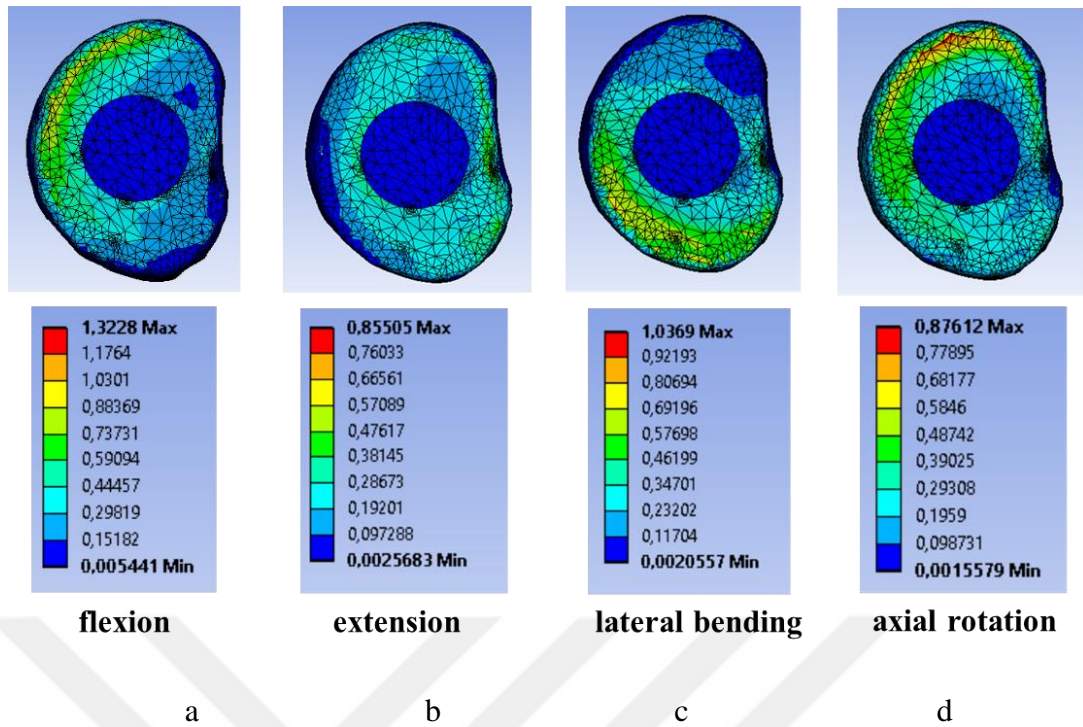 1,3228 Max
1,1764
1,0301
0,88369
0,73731
0,59094
0,44457
0,29819
0,15182
0,005441 Min
0,85505 Max
0,76033
0,66561
0,57089
0,47617
0,38145
0,28673
0,19201
0,097288
0,0025683 Min
1,0369 Max
0,92193
0,80694
0,69196
0,57698
0,46199
0,34701
0,23202
0,11704
0,0020557 Min
0,87612 Max
0,77895
0,68177
0,5846
0,48742
0,39025
0,29308
0,1959
0,098731
0,0015579 Min
flexion
extension
lateral bending
axial rotation
a
b
c
d